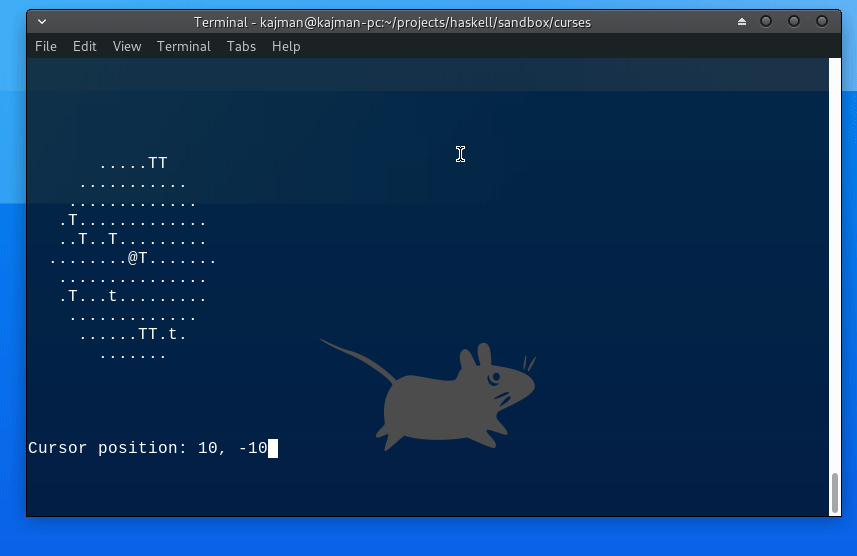 Terminal - kajman@kajman-pc:~/projects/haskell/sandbox/curses
File Edit View Terminal Tabs Help
.....TT
...........
.............
.T.............
..T..T.........
........@T.......
...............
.T...t.........
.............
......TT.t.
.......
Cursor position: 10, -10